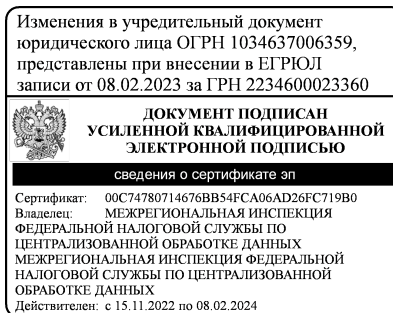 Изменения в учредительный документ
юридического лица ОГРН 1034637006359,
представлены при внесении в ЕГРЮЛ
записи от 08.02.2023 за ГРН 2234600023360
ДОКУМЕНТ ПОДПИСАН
УСИЛЕННОЙ КВАЛИФИЦИРОВАННОЙ
ЭЛЕКТРОННОЙ ПОДПИСЬЮ
сведения о сертификате эп
Сертификат: 00C74780714676BB54FCA06AD26FC719B0
Владелец: МЕЖРЕГИОНАЛЬНАЯ ИНСПЕКЦИЯ
ФЕДЕРАЛЬНОЙ НАЛОГОВОЙ СЛУЖБЫ ПО
ЦЕНТРАЛИЗОВАННОЙ ОБРАБОТКЕ ДАННЫХ
МЕЖРЕГИОНАЛЬНАЯ ИНСПЕКЦИЯ ФЕДЕРАЛЬНОЙ
НАЛОГОВОЙ СЛУЖБЫ ПО ЦЕНТРАЛИЗОВАННОЙ
ОБРАБОТКЕ ДАННЫХ
Действителен: с 15.11.2022 по 08.02.2024